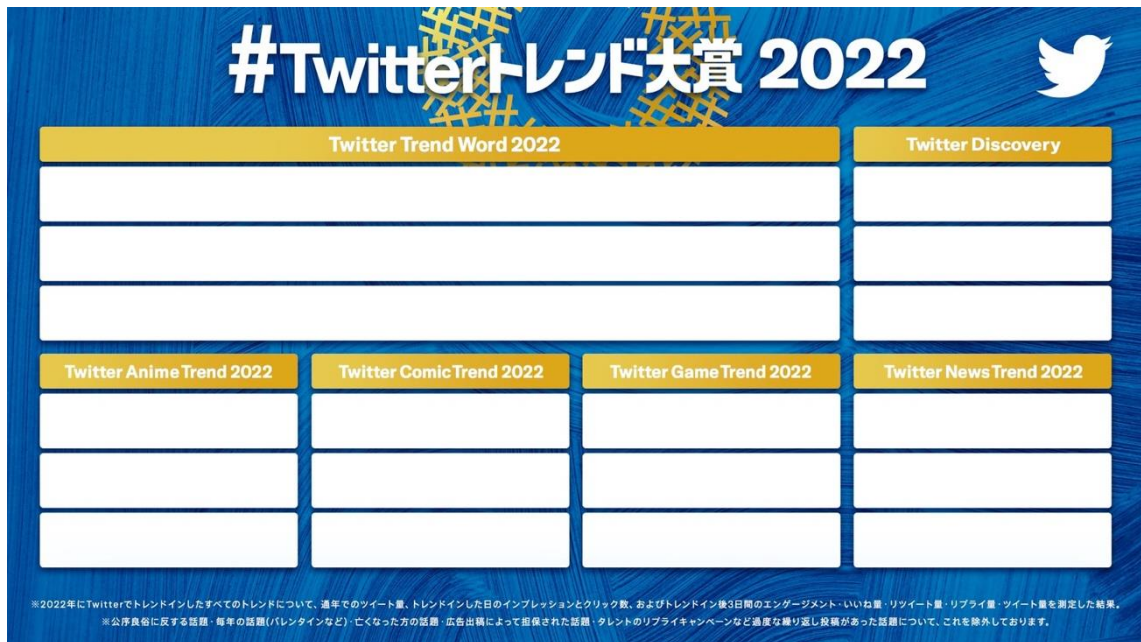 #Twitterトレンド大賞 2022
Twitter Trend Word 2022
Twitter Discovery
Twitter Anime Trend 2022
Twitter Comic Trend 2022
Twitter Game Trend 2022
Twitter News Trend 2022
※2022年にTwitterでトレンドインしたすべてのトレンドについて、通年でのツイート量、トレンドインした日のインプレッションとクリック数、およびトレンドイン後3日間のエンゲージメント・いいね量・リツイート量・リプライ量・ツイート量を測定した結果。
※公序良俗に反する話題・毎年の話題(バレンタインなど)・亡くなった方の話題・広告出稿によって担保された話題・タレントのリプライキャンペーンなど過度な繰り返し投稿があった話題について、これを除外しております。